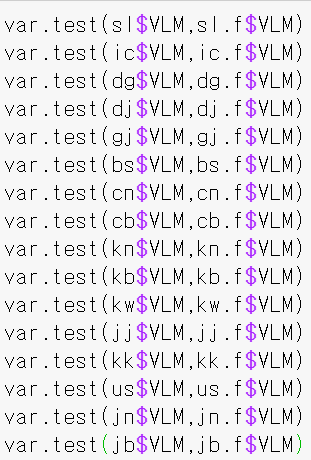 var.test(sl$VLM,sl.f$VLM)
var.test(ic$VLM,ic.f$VLM)
var.test(dg$VLM,dg.f$VLM)
var.test(dj$VLM,dj.f$VLM)
var.test(gj$VLM,gj.f$VLM)
var.test(bs$VLM,bs.f$VLM)
var.test(cn$VLM,cn.f$VLM)
var.test(cb$VLM,cb.f$VLM)
var.test(kn$VLM,kn.f$VLM)
var.test(kb$VLM,kb.f$VLM)
var.test(kw$VLM,kw.f$VLM)
var.test(jj$VLM,jj.f$VLM)
var.test(kk$VLM,kk.f$VLM)
var.test(us$VLM,us.f$VLM)
var.test(jn$VLM,jn.f$VLM)
var.test(jb$VLM,jb.f$VLM)